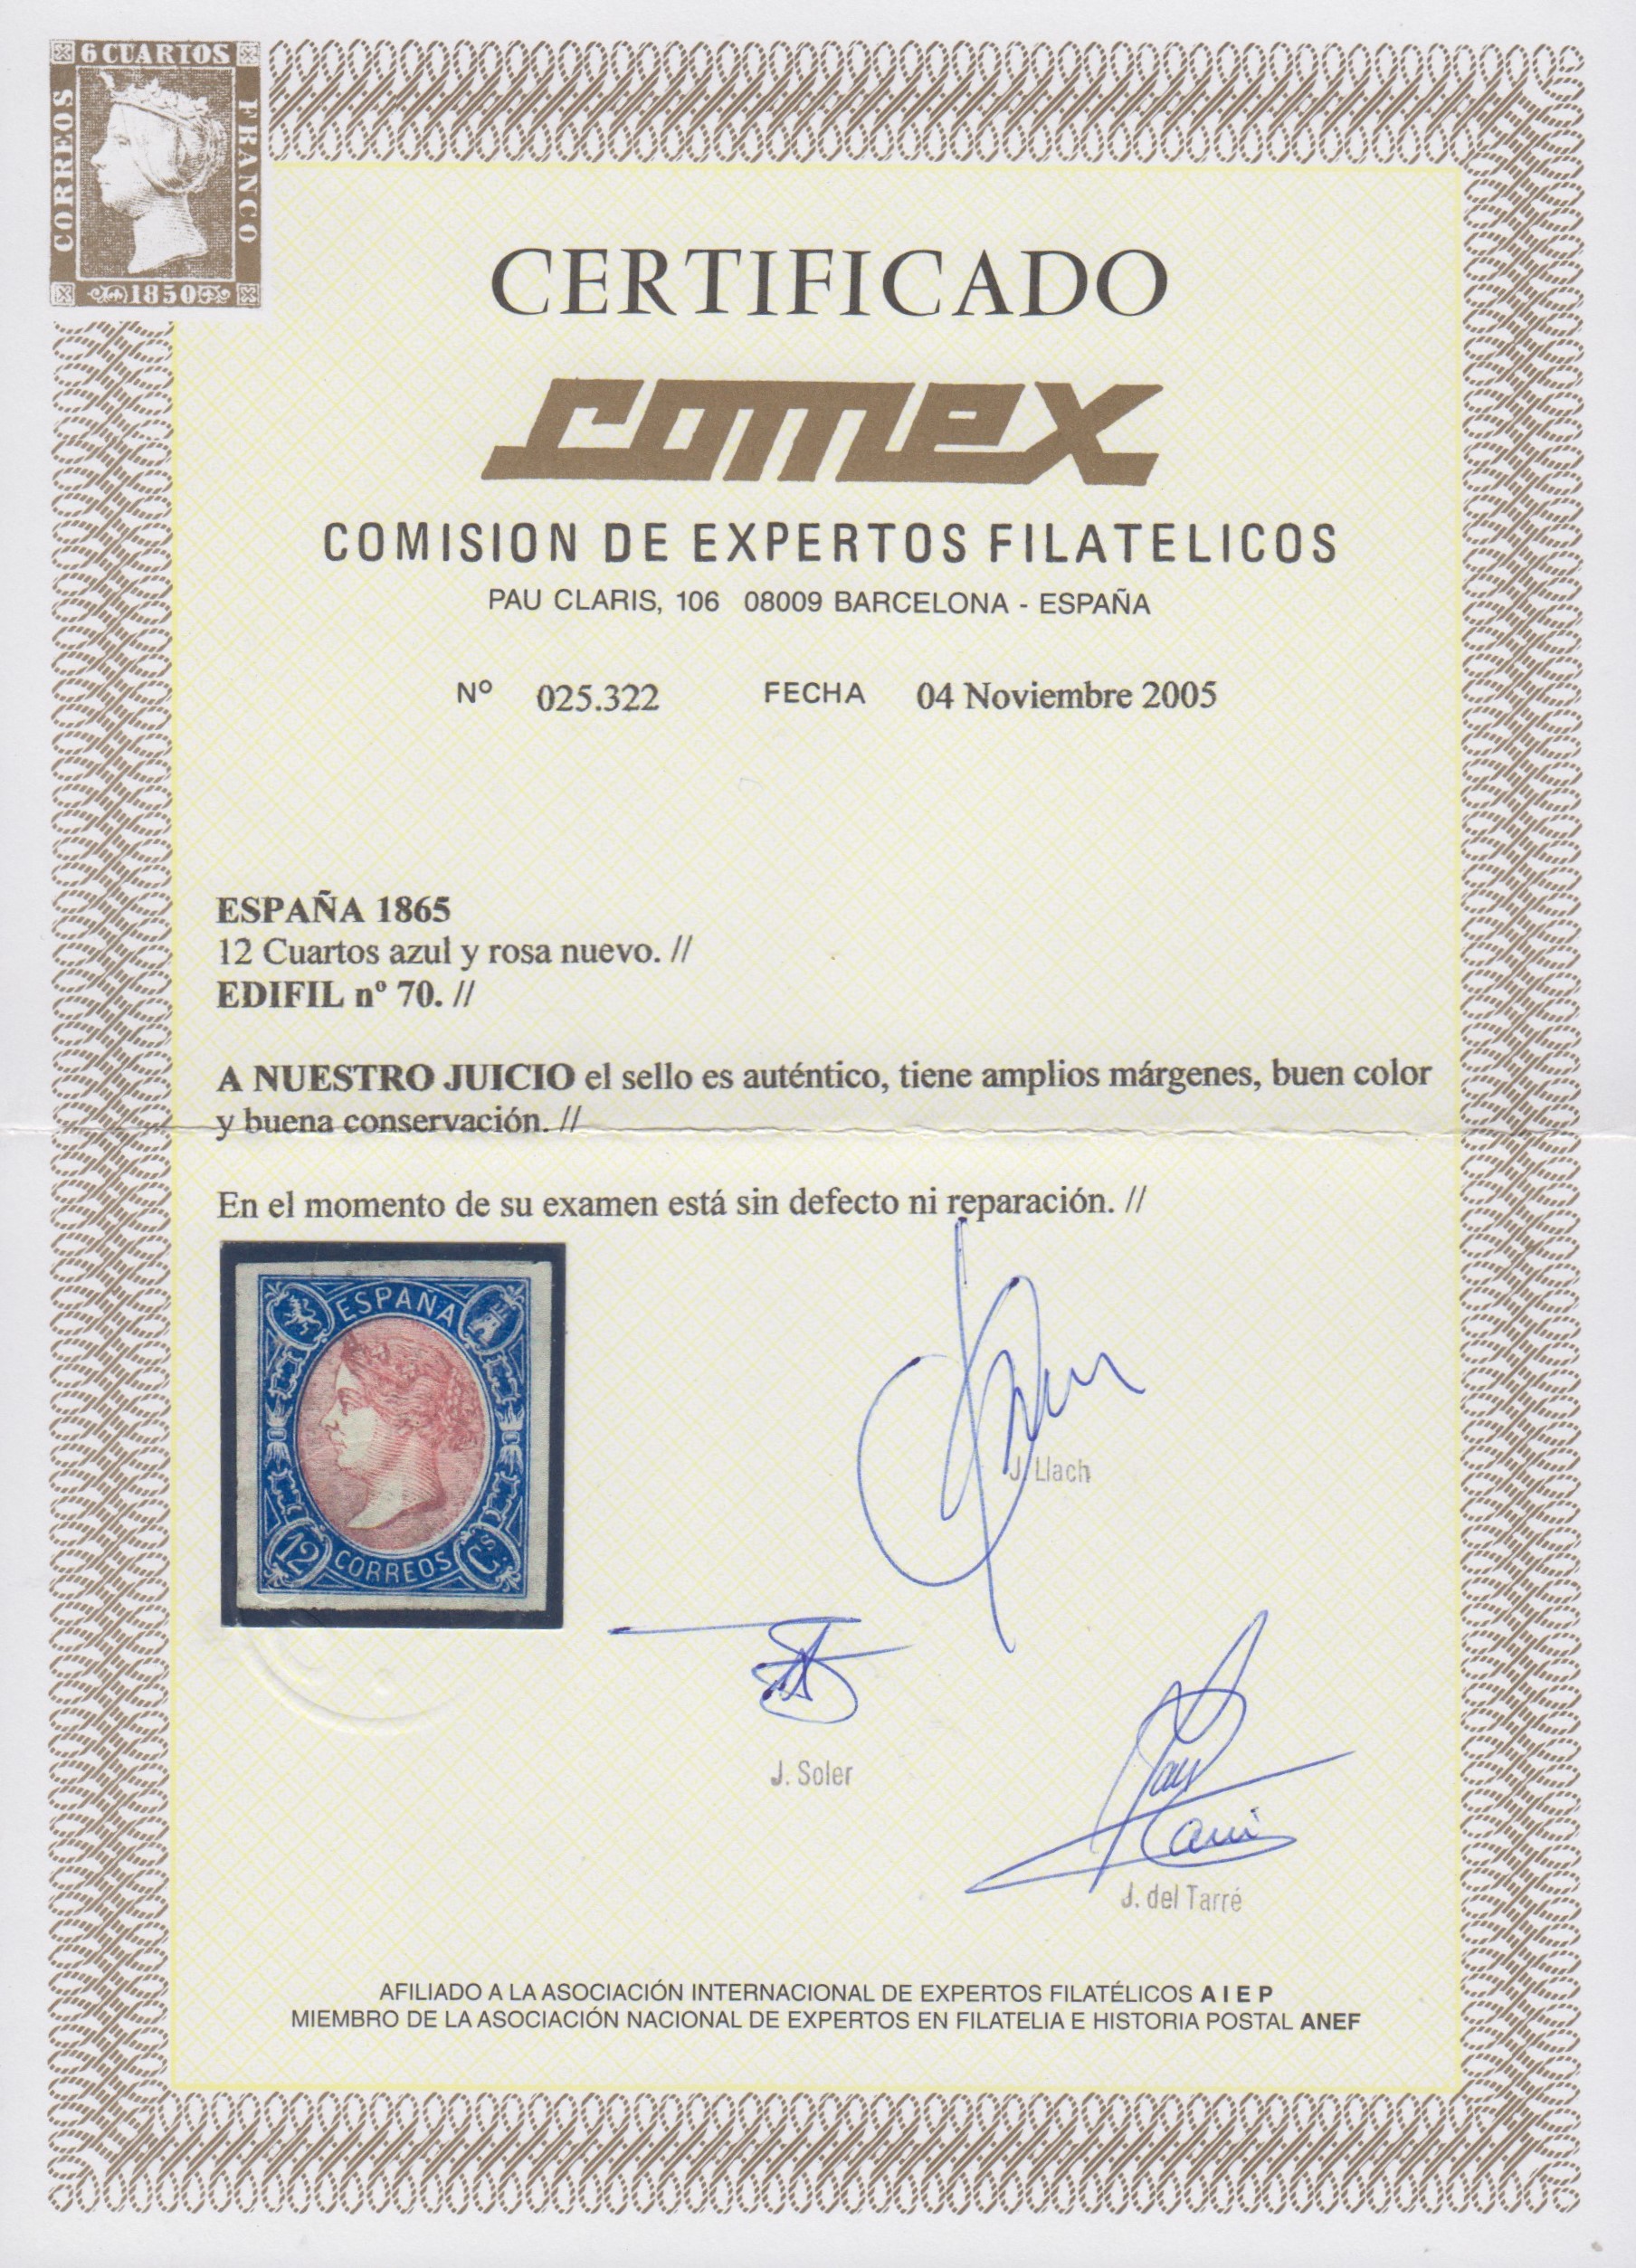 6 CUARTOS
CORREOS
FRANCO
1850
CERTIFICADO
comex
COMISION DE EXPERTOS FILATELICOS
PAU CLARIS, 106 08009 BARCELONA - ESPAÑA
Nº 025.322 FECHA 04 Noviembre 2005
ESPAÑA 1865
12 Cuartos azul y rosa nuevo. //
EDIFIL nº 70. //
A NUESTRO JUICIO el sello es auténtico, tiene amplios márgenes, buen color
y buena conservación. //
En el momento de su examen está sin defecto ni reparación. //
ESPAÑA
12 CORREOS Cs.
J. Llach
J. Soler
J. del Tarré
AFILIADO A LA ASOCIACIÓN INTERNACIONAL DE EXPERTOS FILATÉLICOS A I E P
MIEMBRO DE LA ASOCIACIÓN NACIONAL DE EXPERTOS EN FILATELIA E HISTORIA POSTAL ANEF